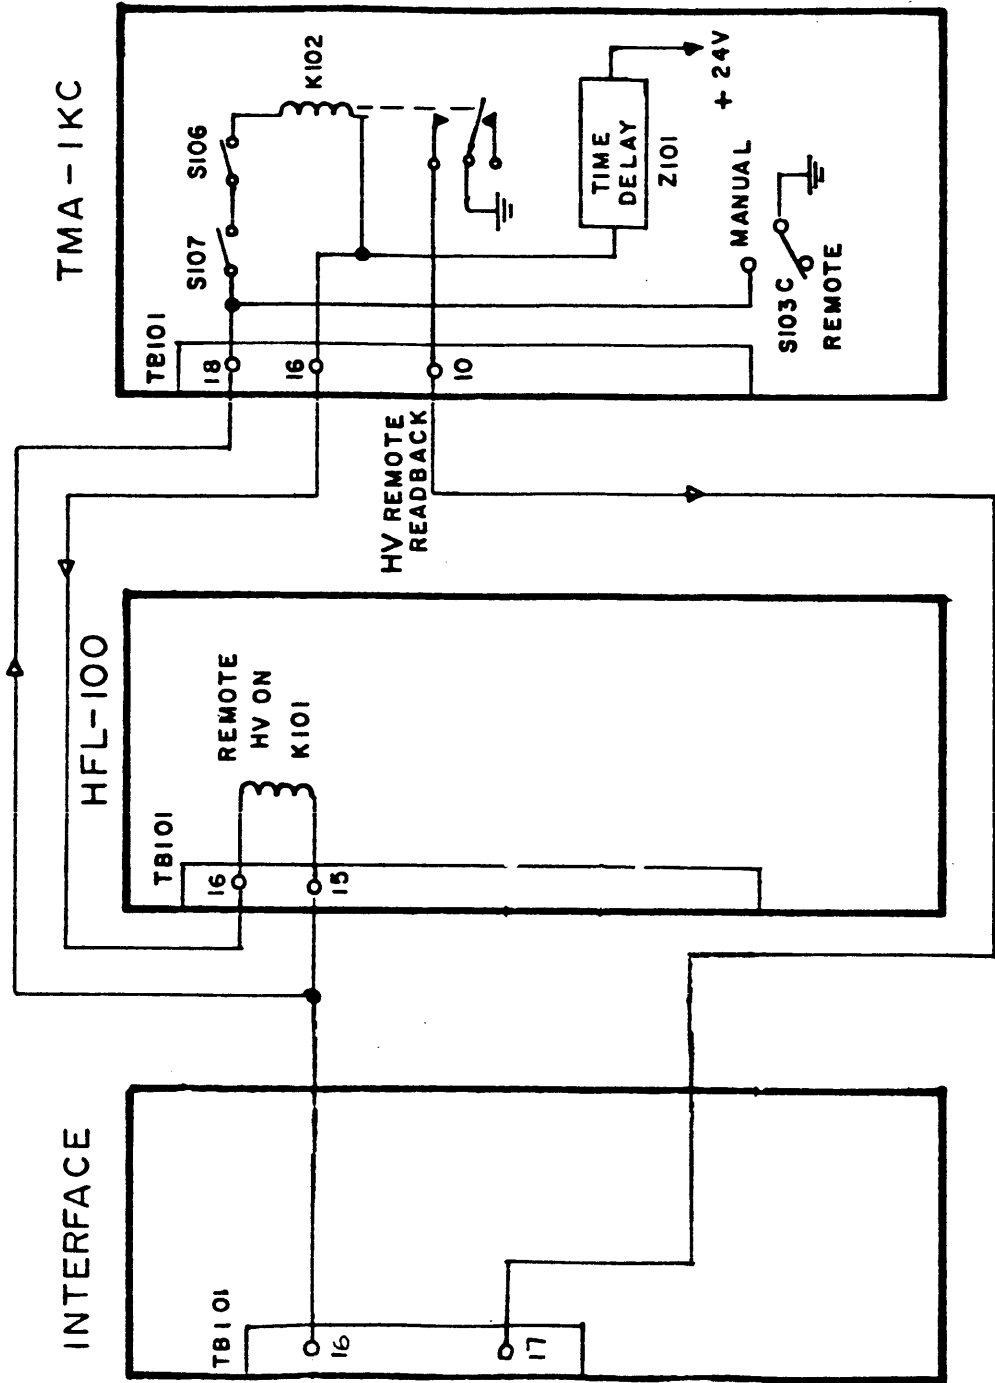 INTERFACE
TB101
16
17
HFL-100
TB101
16
15
REMOTE
HV ON
K101
HV REMOTE
READBACK
TMA-1KC
TB101
18
16
10
S107
S106
K102
TIME
DELAY
Z101
+24V
MANUAL
S103C
REMOTE